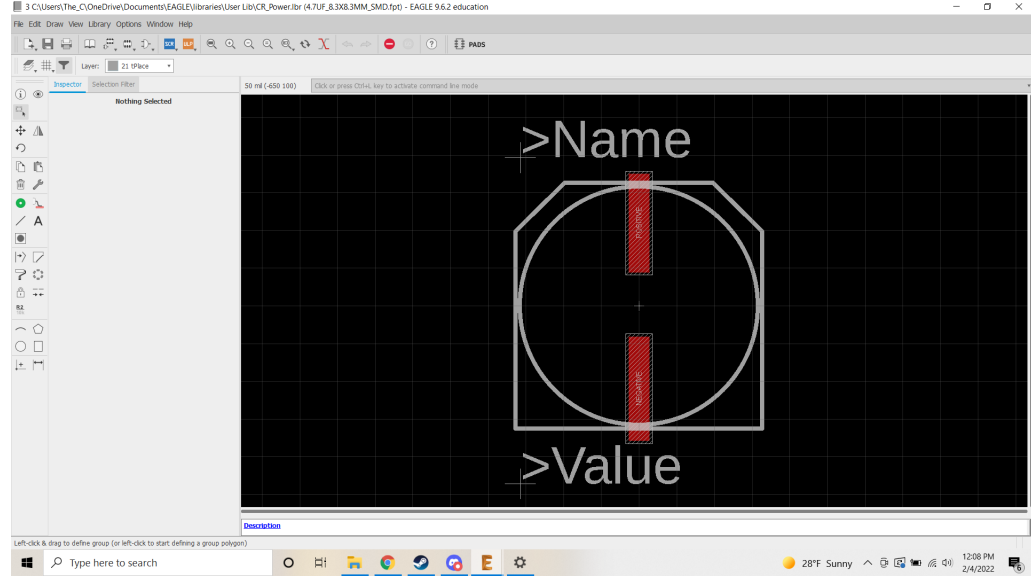 3 C:\Users\The_C\OneDrive\Documents\EAGLE\libraries\User Lib\CR_Power.lbr (4.7UF_8.3X8.3MM_SMD.fpt) - EAGLE 9.6.2 education
File Edit Draw View Library Options Window Help
SCR ULP PADS
Layer: 21 tPlace
Inspector Selection Filter
50 mil (-650 100) Click or press Ctrl+L key to activate command line mode
Nothing Selected
>Name
POSITIVE
A
R2
NEGATIVE
>Value
Description
Left-click & drag to define group (or left-click to start defining a group polygon)
Type here to search
E
28°F Sunny
12:08 PM
2/4/2022
6